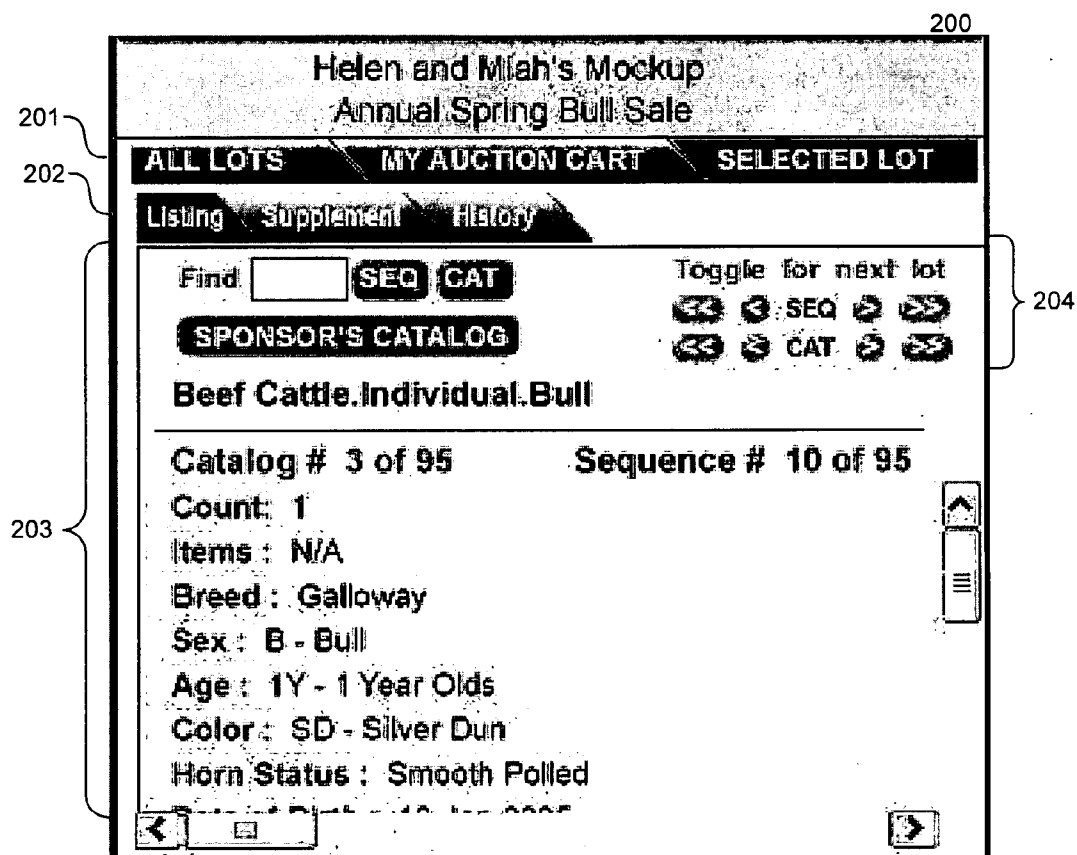 200
Helen and Miah's Mockup
Annual Spring Bull Sale
201
ALL LOTS MY AUCTION CART SELECTED LOT
202
Listing Supplement History
Find SEQ CAT Toggle for next lot
<< < SEQ > >>
SPONSOR'S CATALOG << < CAT > >>
204
Beef Cattle.Individual.Bull
Catalog # 3 of 95 Sequence # 10 of 95
Count: 1
203
Items : N/A
Breed : Galloway
Sex : B - Bull
Age : 1Y - 1 Year Olds
Color : SD - Silver Dun
Horn Status : Smooth Polled